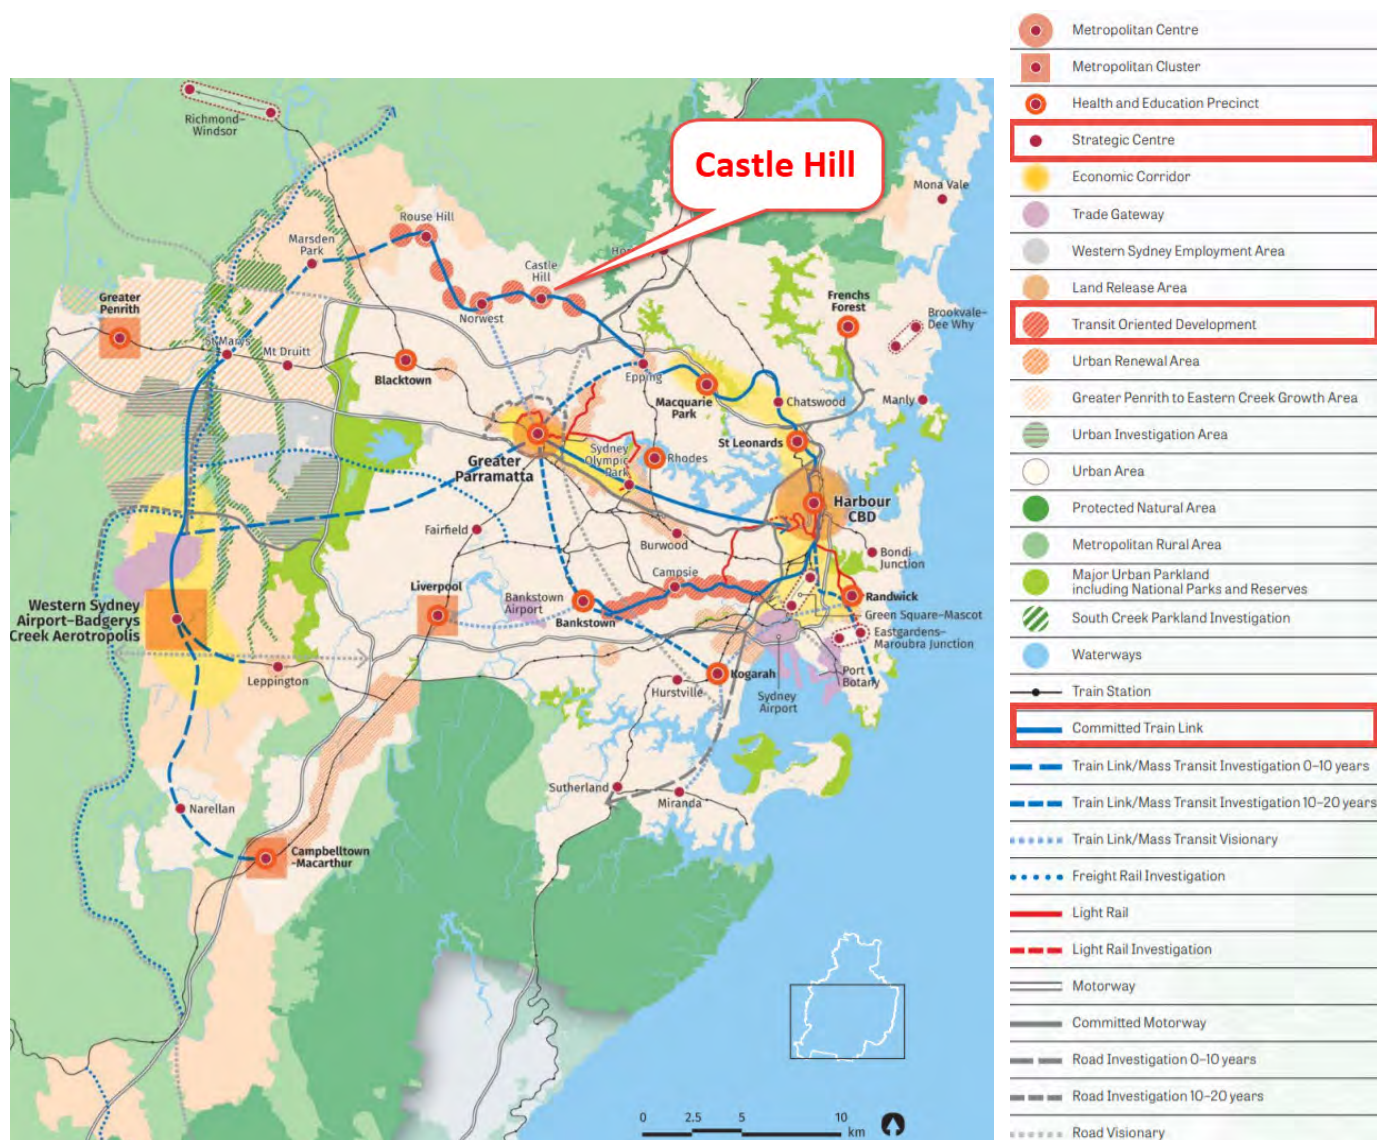 Richmond–
Windsor
Castle Hill
Mona Vale
Rouse Hill
Marsden
Park
Castle
Hill
Norwest
Greater
Penrith
St Marys
Mt Druitt
Blacktown
Frenchs
Forest
Brookvale–
Dee Why
Epping
Macquarie
Park
Chatswood
Manly
St Leonards
Greater
Parramatta
Sydney
Olympic
Park
Rhodes
Harbour
CBD
Fairfield
Burwood
Bondi
Junction
Liverpool
Bankstown
Airport
Campsie
Bankstown
Randwick
Green Square–Mascot
Eastgardens–
Maroubra Junction
Western Sydney
Airport–Badgerys
Creek Aerotropolis
Leppington
Kogarah
Hurstville
Sydney
Airport
Port
Botany
Sutherland
Miranda
Narellan
Campbelltown
–Macarthur
0 2.5 5 10
km
Metropolitan Centre
Metropolitan Cluster
Health and Education Precinct
Strategic Centre
Economic Corridor
Trade Gateway
Western Sydney Employment Area
Land Release Area
Transit Oriented Development
Urban Renewal Area
Greater Penrith to Eastern Creek Growth Area
Urban Investigation Area
Urban Area
Protected Natural Area
Metropolitan Rural Area
Major Urban Parkland
including National Parks and Reserves
South Creek Parkland Investigation
Waterways
Train Station
Committed Train Link
Train Link/Mass Transit Investigation 0–10 years
Train Link/Mass Transit Investigation 10–20 years
Train Link/Mass Transit Visionary
Freight Rail Investigation
Light Rail
Light Rail Investigation
Motorway
Committed Motorway
Road Investigation 0–10 years
Road Investigation 10–20 years
Road Visionary